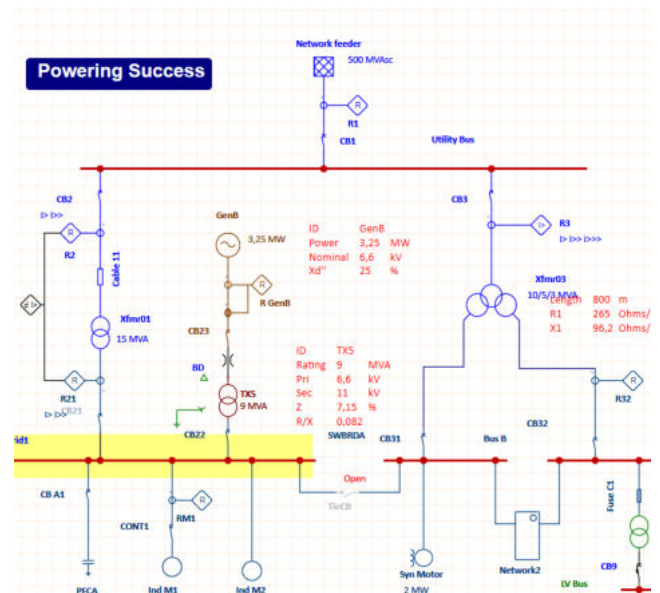 Network feeder
500 MVAsc
Powering Success
R
R1
CB1
Utility Bus
CB2
CB3
R
R2
GenB
3,25 MW
ID GenB
Power 3,25 MW
Nominal 6,6 kV
Xd" 25 %
R3
Cable 11
R
R GenB
Xfmr03
10/5/3 MVA
Length 800 m
R1 265 Ohms/
X1 96,2 Ohms/
Xfmr01
15 MVA
CB23
BD
ID TX5
Rating 9 MVA
Pri 6,6 kV
Sec 11 kV
Z 7,15 %
R/X 0,082
TX5
9 MVA
R
R21
CB21
R
R32
CB22
SWBRDA
CB31
Bus B
CB32
rid1
Open
TieCB
CB A1
CONT1
R
RM1
Fuse C1
PFCA
Ind M1
Ind M2
Syn Motor
2 MW
Network2
CB9
LV Bus